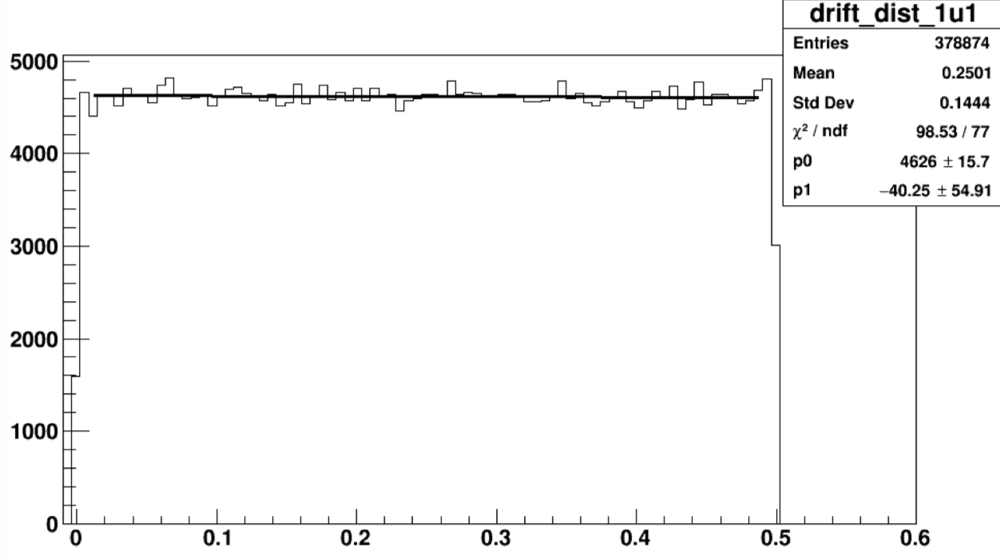 drift_dist_1u1
Entries 378874
Mean 0.2501
Std Dev 0.1444
χ² / ndf 98.53 / 77
p0 4626 ± 15.7
p1 −40.25 ± 54.91
5000
4000
3000
2000
1000
0
0 0.1 0.2 0.3 0.4 0.5 0.6